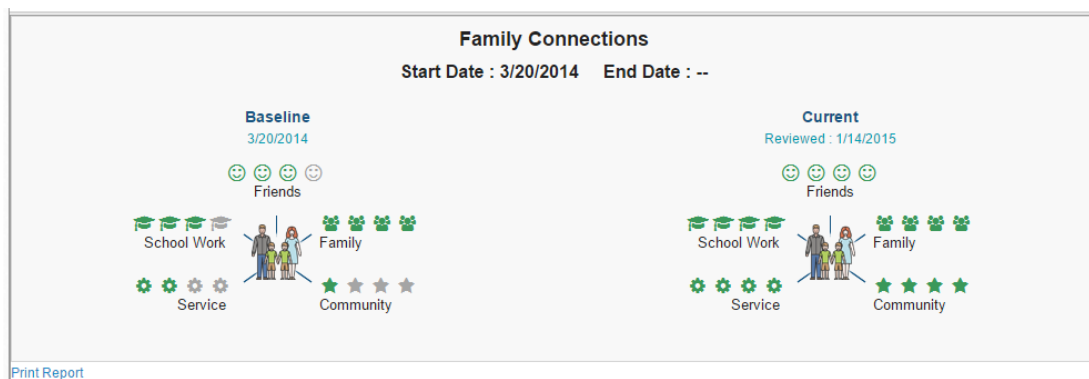 Family Connections
Start Date : 3/20/2014 End Date : --
Baseline
3/20/2014
Friends
School Work
Family
Service
Community
Current
Reviewed : 1/14/2015
Friends
School Work
Family
Service
Community
Print Report